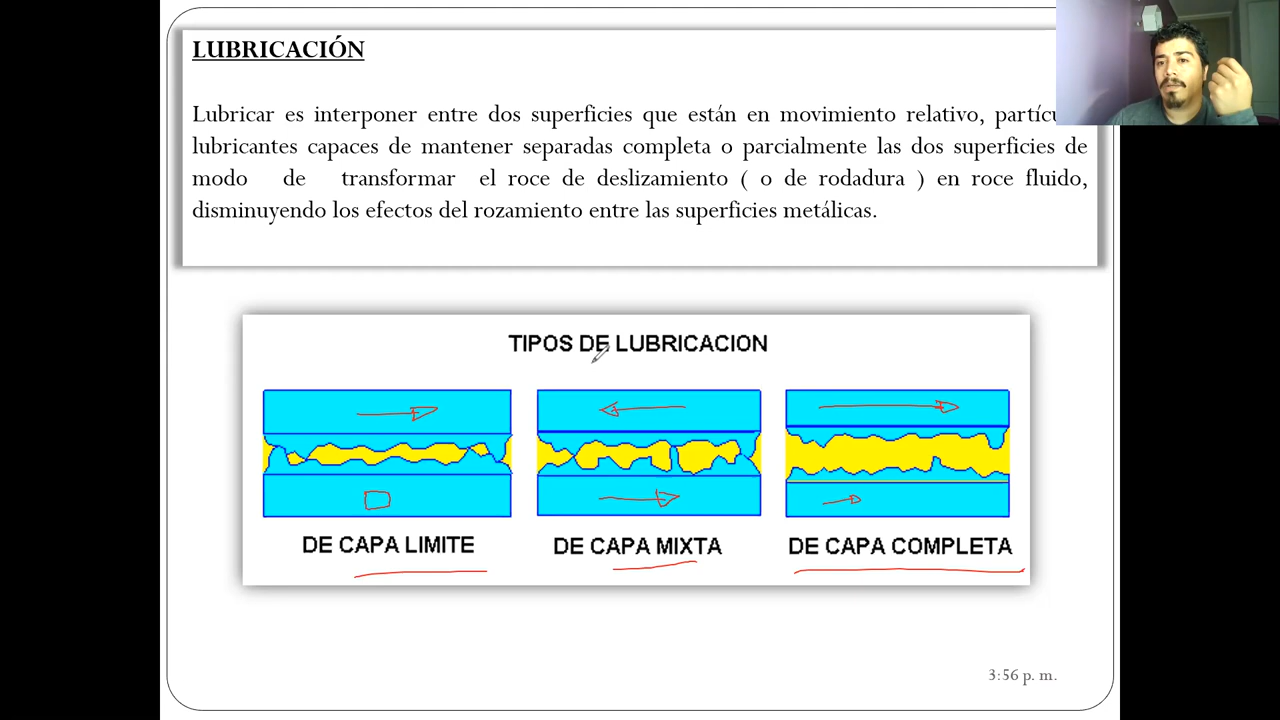 LUBRICACIÓN
Lubricar es interponer entre dos superficies que están en movimiento relativo,
lubricantes capaces de mantener separadas completa o parcialmente las dos superficies de
modo de transformar el roce de deslizamiento ( o de rodadura ) en roce fluido,
disminuyendo los efectos del rozamiento entre las superficies metálicas.
TIPOS DE LUBRICACION
DE CAPA LIMITE
DE CAPA MIXTA
DE CAPA COMPLETA
3:56 p. m.